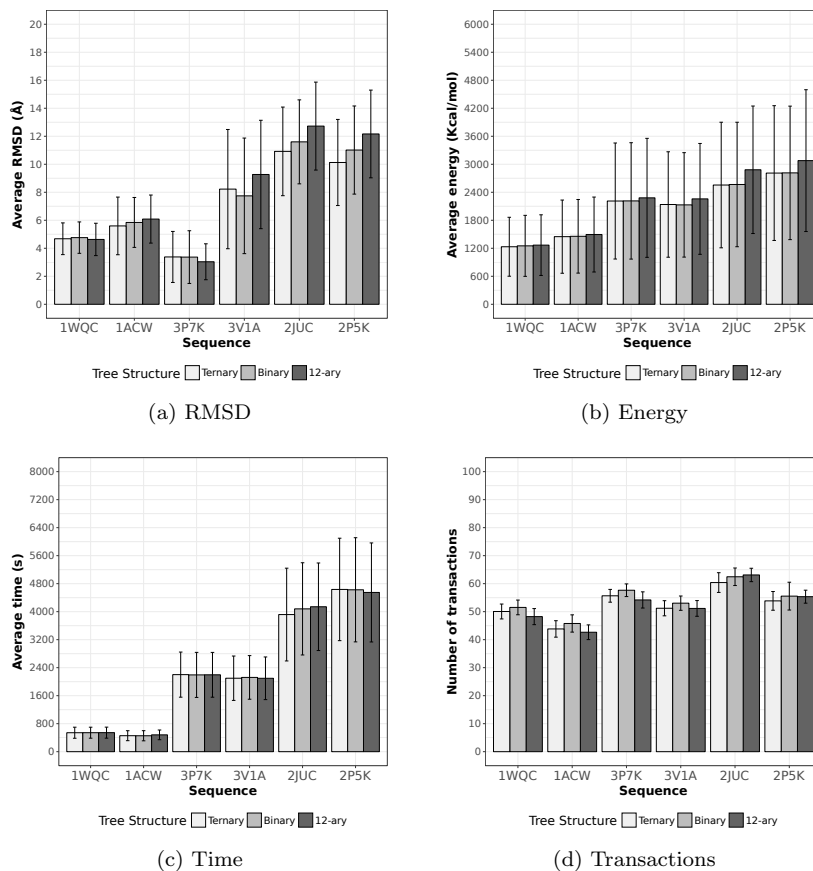 Average RMSD (Å)
20
18
16
14
12
10
8
6
4
2
0
1WQC 1ACW 3P7K 3V1A 2JUC 2P5K
Sequence
Tree Structure Ternary Binary 12-ary
(a) RMSD
Average energy (Kcal/mol)
6000
5400
4800
4200
3600
3000
2400
1800
1200
600
0
1WQC 1ACW 3P7K 3V1A 2JUC 2P5K
Sequence
Tree Structure Ternary Binary 12-ary
(b) Energy
Average time (s)
8000
7200
6400
5600
4800
4000
3200
2400
1600
800
0
1WQC 1ACW 3P7K 3V1A 2JUC 2P5K
Sequence
Tree Structure Ternary Binary 12-ary
(c) Time
Number of transactions
100
90
80
70
60
50
40
30
20
10
0
1WQC 1ACW 3P7K 3V1A 2JUC 2P5K
Sequence
Tree Structure Ternary Binary 12-ary
(d) Transactions